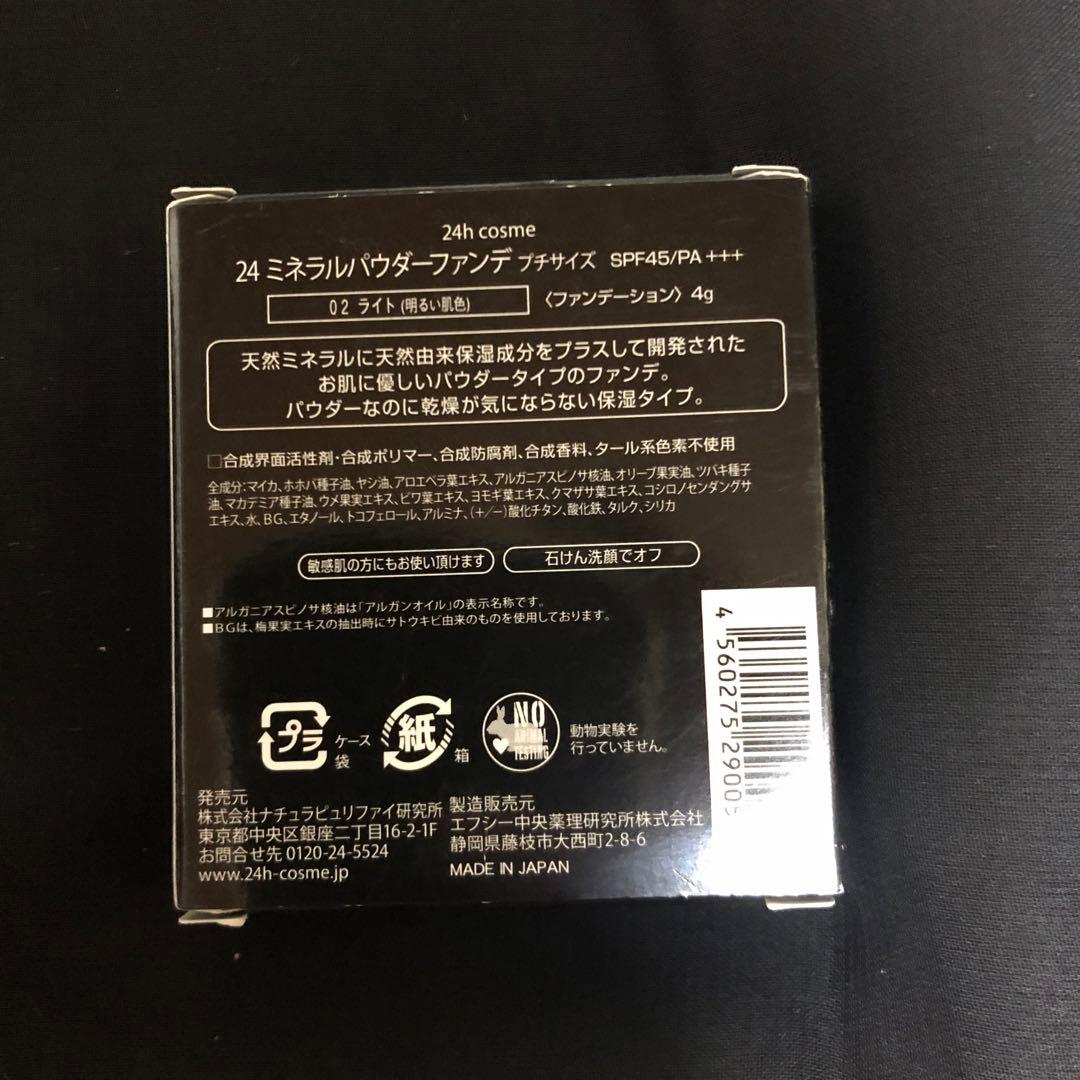 24h cosme
24 ミネラルパウダーファンデ プチサイズ SPF45/PA+++
02 ライト (明るい肌色)
〈ファンデーション〉4g
天然ミネラルに天然由来保湿成分をプラスして開発された
お肌に優しいパウダータイプのファンデ。
パウダーなのに乾燥が気にならない保湿タイプ。
□合成界面活性剤・合成ポリマー、合成防腐剤、合成香料、タール系色素不使用
全成分:マイカ、ホホバ種子油、ヤシ油、アロエベラ葉エキス、アルガニアスピノサ核油、オリーブ果実油、ツバキ種子
油、マカデミア種子油、ウメ果実エキス、ビワ葉エキス、ヨモギ葉エキス、クマザサ葉エキス、コシロノセンダングサ
エキス、水、BG、エタノール、トコフェロール、アルミナ、(+/−)酸化チタン、酸化鉄、タルク、シリカ
敏感肌の方にもお使い頂けます
石けん洗顔でオフ
■アルガニアスピノサ核油は「アルガンオイル」の表示名称です。
■BGは、梅果実エキスの抽出時にサトウキビ由来のものを使用しております。
4 560275 29005
プラ
ケース
袋
紙
箱
NO
ANIMAL
TESTING
動物実験を
行っていません。
発売元
株式会社ナチュラピュリファイ研究所
東京都中央区銀座二丁目16-2-1F
お問合せ先 0120-24-5524
www.24h-cosme.jp
製造販売元
エフシー中央薬理研究所株式会社
静岡県藤枝市大西町2-8-6
MADE IN JAPAN